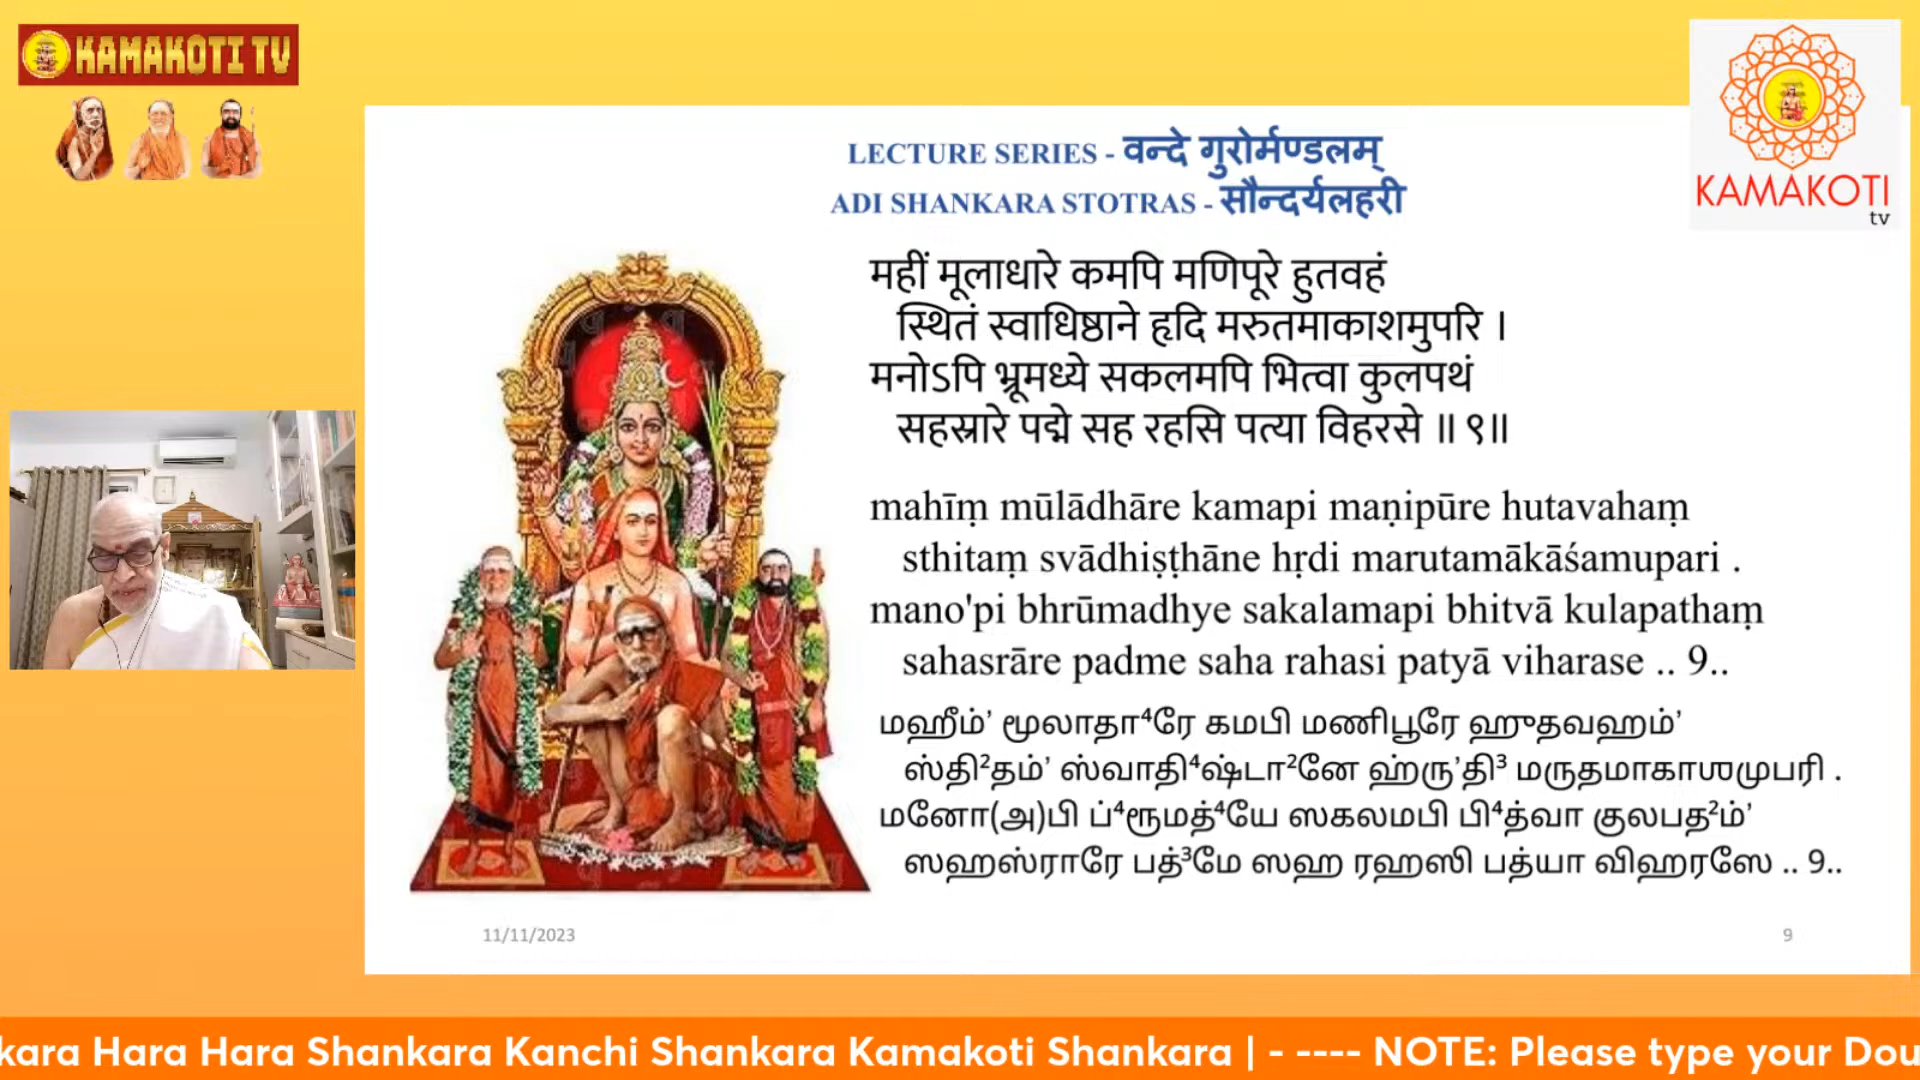 KAMAKOTI TV
KAMAKOTI
tv
LECTURE SERIES - वन्दे गुरोर्मण्डलम्
ADI SHANKARA STOTRAS - सौन्दर्यलहरी
महीं मूलाधारे कमपि मणिपूरे हुतवहं
स्थितं स्वाधिष्ठाने हृदि मरुतमाकाशमुपरि ।
मनोऽपि भ्रूमध्ये सकलमपि भित्वा कुलपथं
सहस्रारे पद्मे सह रहसि पत्या विहरसे ॥ ९॥
mahīṃ mūlādhāre kamapi maṇipūre hutavahaṃ
sthitaṃ svādhiṣṭhāne hṛdi marutamākāśamupari .
mano'pi bhrūmadhye sakalamapi bhitvā kulapathaṃ
sahasrāre padme saha rahasi patyā viharase .. 9..
மஹீம்ʼ மூலாதா⁴ரே கமபி மணிபூரே ஹுதவஹம்ʼ
ஸ்தி²தம்ʼ ஸ்வாதி⁴ஷ்டா²னே ஹ்ருʼதி³ மருதமாகாஶமுபரி .
மனோ(அ)பி ப்⁴ரூமத்⁴யே ஸகலமபி பி⁴த்வா குலபத²ம்ʼ
ஸஹஸ்ராரே பத்³மே ஸஹ ரஹஸி பத்யா விஹரஸே .. 9..
11/11/2023
9
kara Hara Hara Shankara Kanchi Shankara Kamakoti Shankara | - ---- NOTE: Please type your Dou